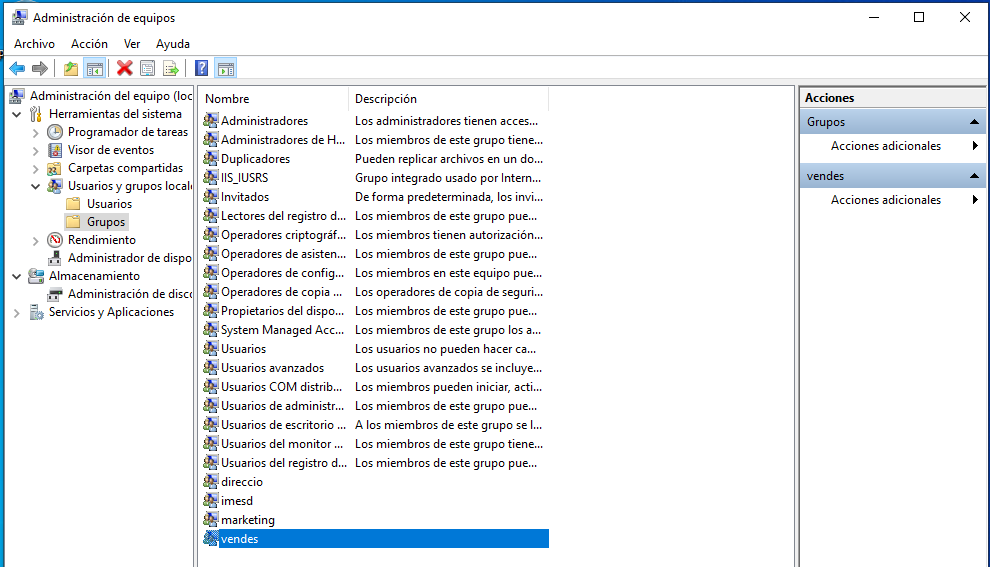 Administración de equipos
Archivo Acción Ver Ayuda
Administración del equipo (loc
Herramientas del sistema
Programador de tareas
Visor de eventos
Carpetas compartidas
Usuarios y grupos locale
Usuarios
Grupos
Rendimiento
Administrador de dispo
Almacenamiento
Administración de disco
Servicios y Aplicaciones
Nombre Descripción
Administradores Los administradores tienen acces...
Administradores de H... Los miembros de este grupo tiene...
Duplicadores Pueden replicar archivos en un do...
IIS_IUSRS Grupo integrado usado por Intern...
Invitados De forma predeterminada, los invi...
Lectores del registro d... Los miembros de este grupo pue...
Operadores criptográf... Los miembros tienen autorización...
Operadores de asisten... Los miembros de este grupo pue...
Operadores de config... Los miembros en este equipo pue...
Operadores de copia ... Los operadores de copia de seguri...
Propietarios del dispo... Los miembros de este grupo pue...
System Managed Acc... Los miembros de este grupo los a...
Usuarios Los usuarios no pueden hacer ca...
Usuarios avanzados Los usuarios avanzados se incluye...
Usuarios COM distrib... Los miembros pueden iniciar, acti...
Usuarios de administr... Los miembros de este grupo pue...
Usuarios de escritorio ... A los miembros de este grupo se l...
Usuarios del monitor ... Los miembros de este grupo tiene...
Usuarios del registro d... Los miembros de este grupo pue...
direccio
imesd
marketing
vendes
Acciones
Grupos
Acciones adicionales
vendes
Acciones adicionales